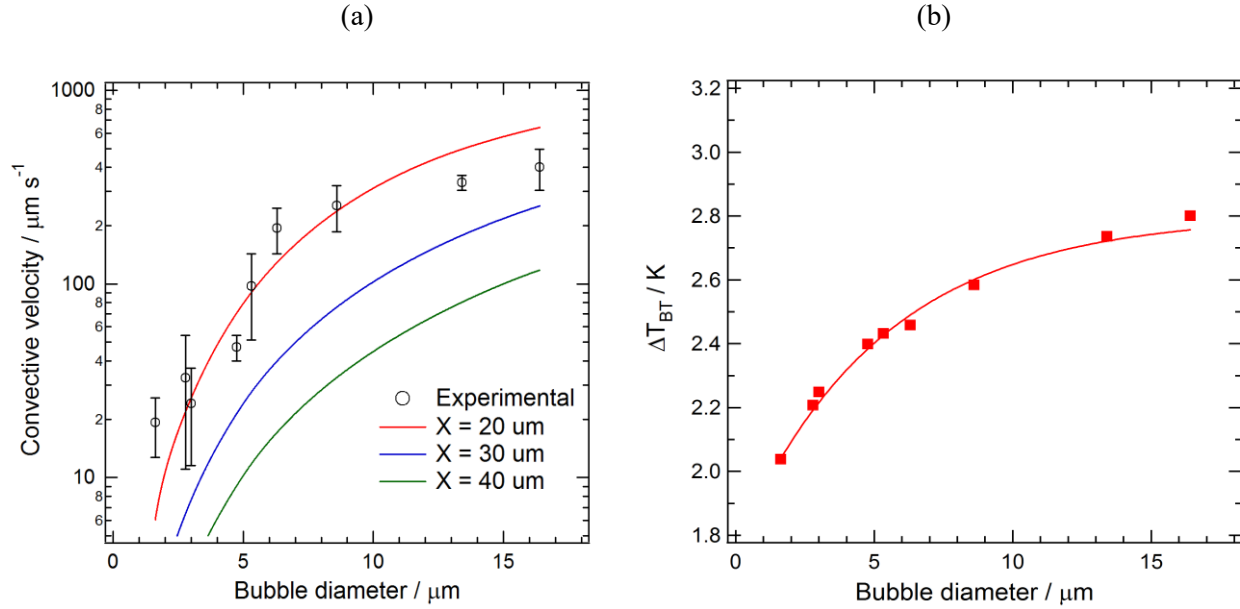 (a)
(b)
Convective velocity / μm s⁻¹
1000
8
6
4
2
100
8
6
4
2
10
8
6
0
5
10
15
Bubble diameter / μm
Experimental
X = 20 um
X = 30 um
X = 40 um
ΔT_BT / K
3.2
3.0
2.8
2.6
2.4
2.2
2.0
1.8
0
5
10
15
Bubble diameter / μm